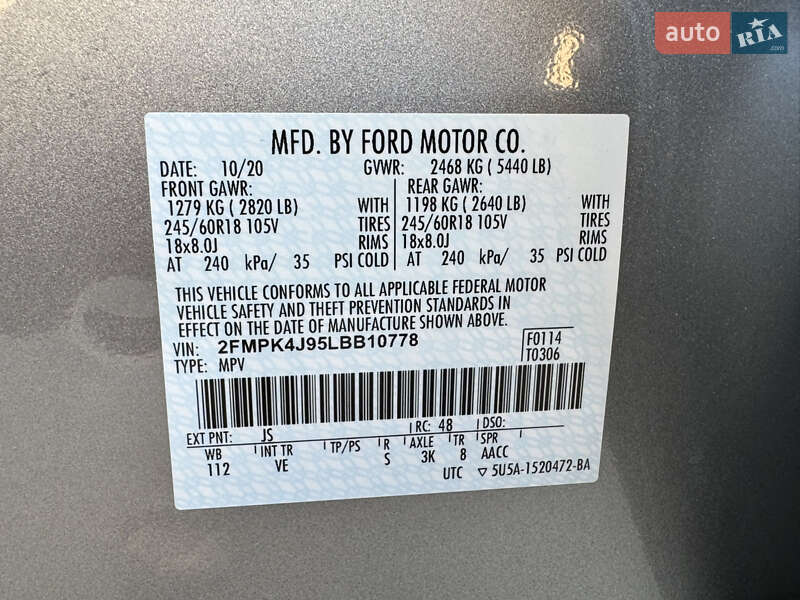 auto RIA
MFD. BY FORD MOTOR CO.
DATE: 10/20 GVWR: 2468 KG ( 5440 LB)
FRONT GAWR: REAR GAWR:
1279 KG ( 2820 LB) WITH 1198 KG ( 2640 LB) WITH
245/60R18 105V TIRES 245/60R18 105V TIRES
18x8.0J RIMS 18x8.0J RIMS
AT 240 kPa/ 35 PSI COLD AT 240 kPa/ 35 PSI COLD
THIS VEHICLE CONFORMS TO ALL APPLICABLE FEDERAL MOTOR
VEHICLE SAFETY AND THEFT PREVENTION STANDARDS IN
EFFECT ON THE DATE OF MANUFACTURE SHOWN ABOVE.
VIN: 2FMPK4J95LBB10778 F0114
TYPE: MPV T0306
EXT PNT: JS RC: 48 DSO:
WB INT TR TP/PS R AXLE TR SPR
112 VE S 3K 8 AACC
UTC ▽ 5U5A-1520472-BA